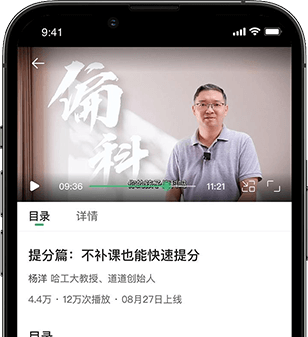 9:41
偏
科
09:36
11:21
目录 详情
提分篇：不补课也能快速提分
杨洋 哈工大教授、道道创始人
4.4万 · 12万次播放 · 08月27日上线
目录